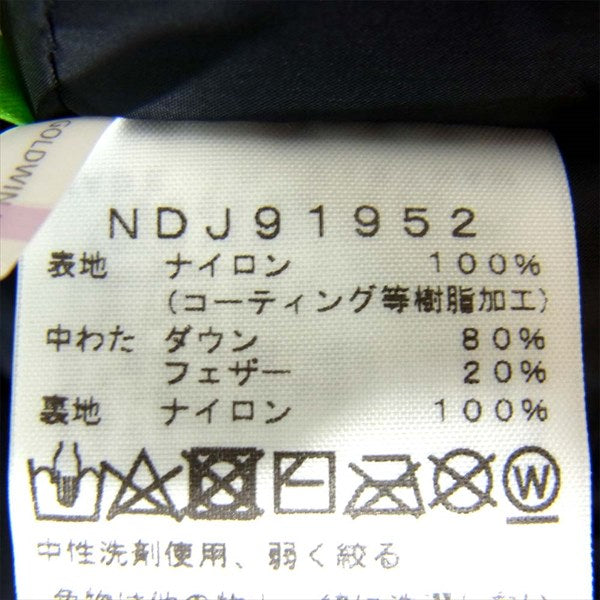 GOLDWIN
NDJ91952
表地 ナイロン 100%
(コーティング等樹脂加工)
中わた ダウン 80%
フェザー 20%
裏地 ナイロン 100%
W
中性洗剤使用、弱く絞る